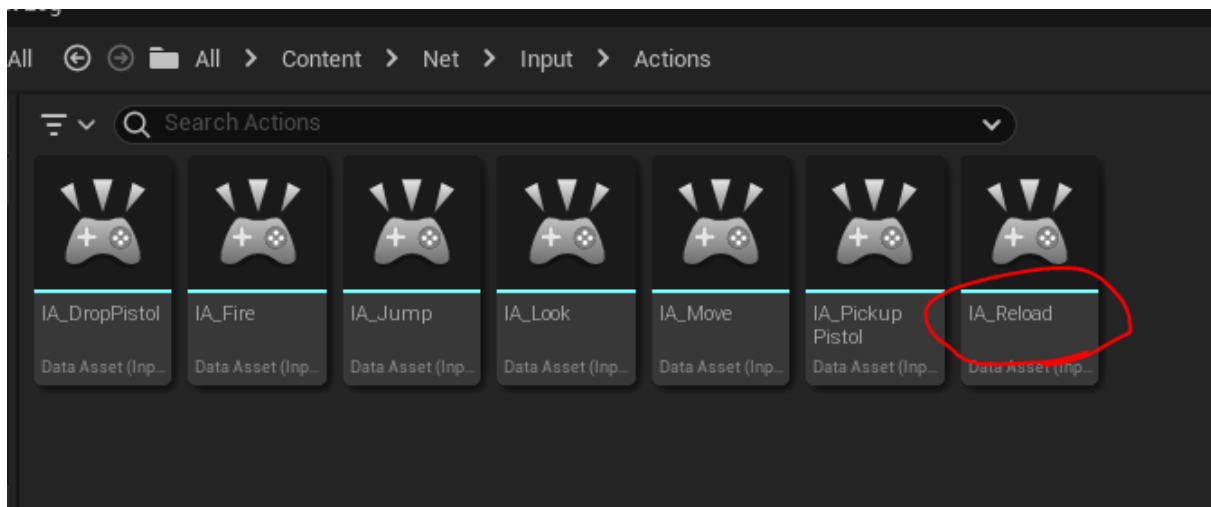 All All > Content > Net > Input > Actions
Search Actions
IA_DropPistol IA_Fire IA_Jump IA_Look IA_Move IA_Pickup IA_Reload
Pistol
Data Asset (Inp... Data Asset (Inp... Data Asset (Inp... Data Asset (Inp... Data Asset (Inp... Data Asset (Inp... Data Asset (Inp...